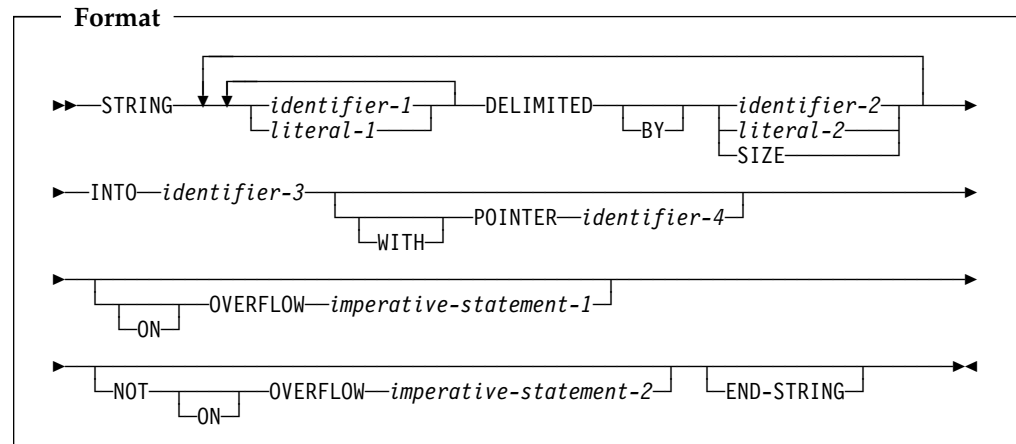 Format
STRING identifier-1 DELIMITED identifier-2
literal-1 BY literal-2
SIZE
INTO identifier-3
POINTER identifier-4
WITH
OVERFLOW imperative-statement-1
ON
NOT OVERFLOW imperative-statement-2 END-STRING
ON